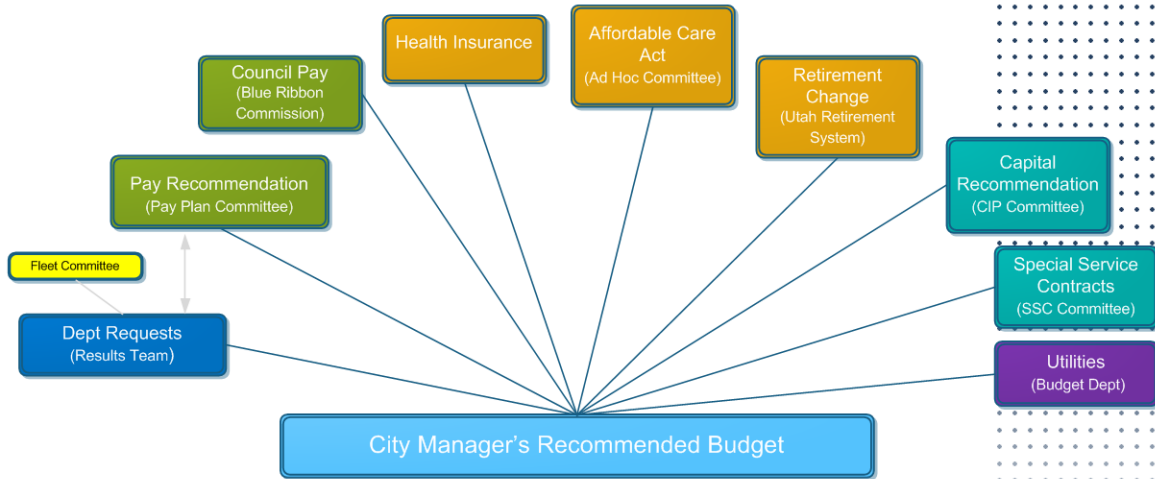 Health Insurance
Affordable Care
Act
(Ad Hoc Committee)
Council Pay
(Blue Ribbon
Commission)
Retirement
Change
(Utah Retirement
System)
Pay Recommendation
(Pay Plan Committee)
Capital
Recommendation
(CIP Committee)
Fleet Committee
Special Service
Contracts
(SSC Committee)
Dept Requests
(Results Team)
Utilities
(Budget Dept)
City Manager's Recommended Budget